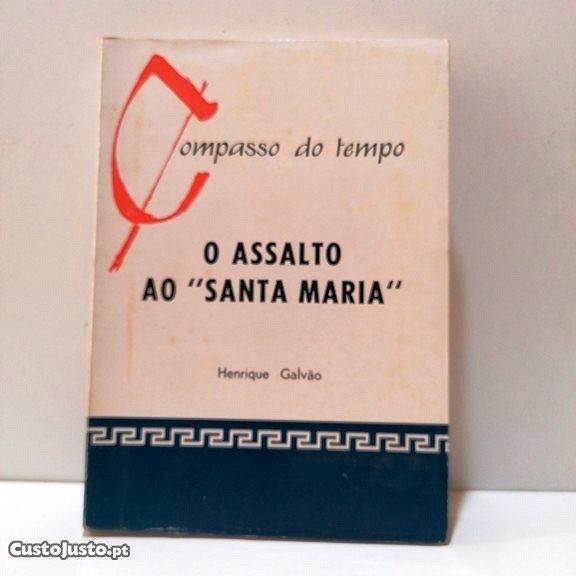 Compasso do tempo
O ASSALTO
AO "SANTA MARIA"
Henrique Galvão
CustoJusto.pt